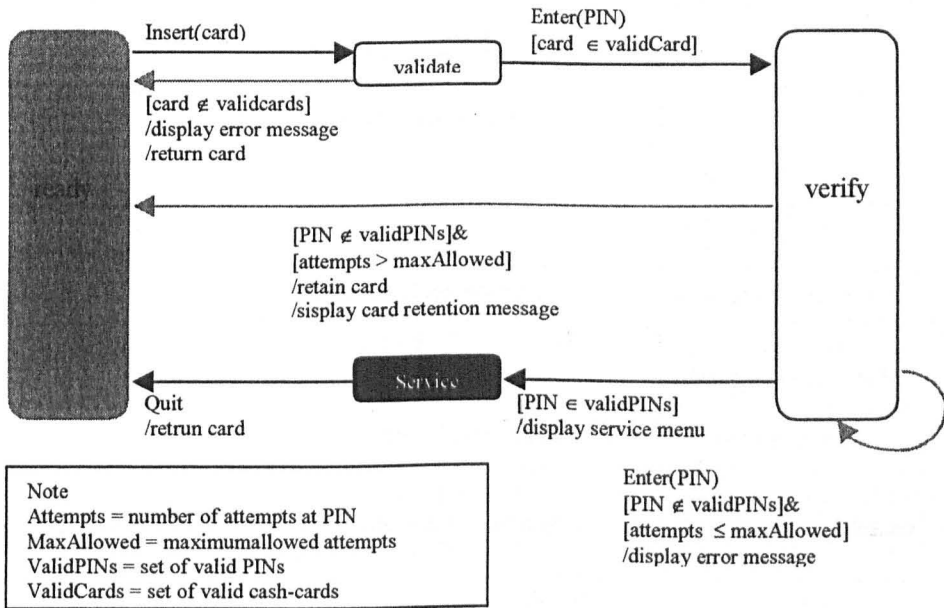 Insert(card)
validate
Enter(PIN)
[card ∈ validCard]
[card ∉ validcards]
/display error message
/return card
ready
verify
[PIN ∉ validPINs]&
[attempts > maxAllowed]
/retain card
/sisplay card retention message
Service
Quit
/retrun card
[PIN ∈ validPINs]
/display service menu
Enter(PIN)
[PIN ∉ validPINs]&
[attempts ≤ maxAllowed]
/display error message
Note
Attempts = number of attempts at PIN
MaxAllowed = maximumallowed attempts
ValidPINs = set of valid PINs
ValidCards = set of valid cash-cards